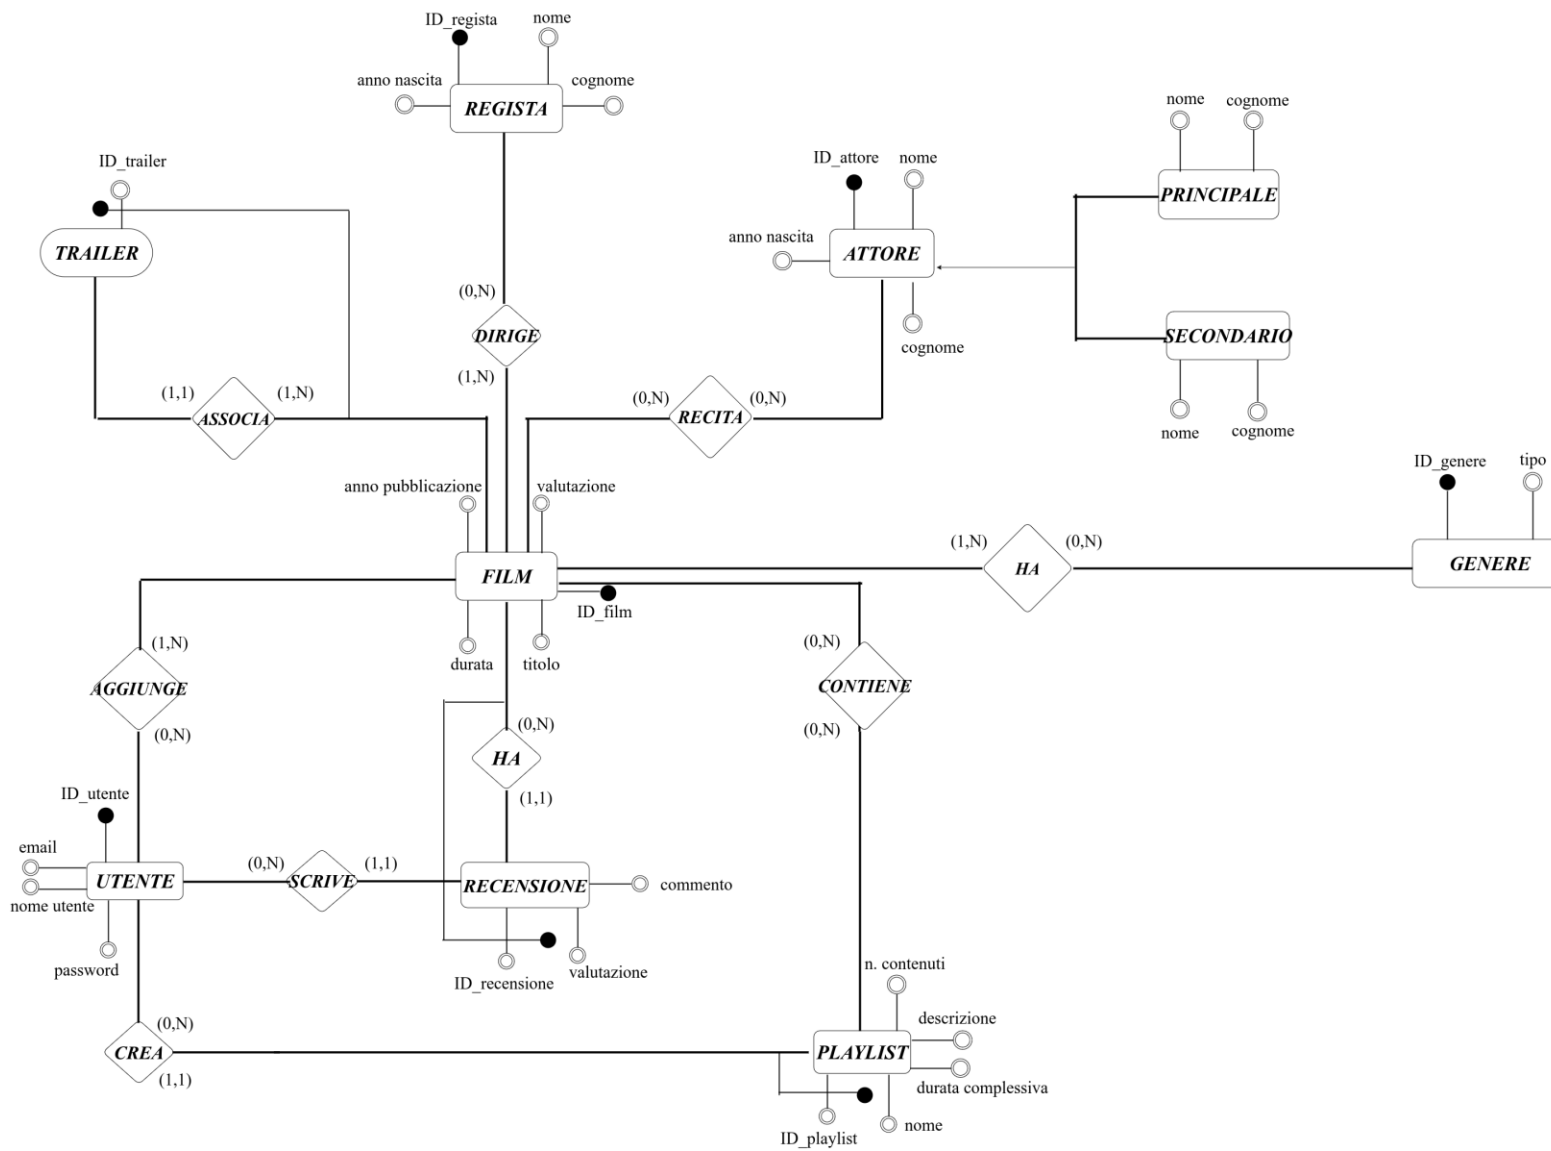 ID_regista
nome
anno nascita
cognome
REGISTA
nome
cognome
ID_trailer
ID_attore
nome
PRINCIPALE
anno nascita
TRAILER
ATTORE
(0,N)
DIRIGE
SECONDARIO
cognome
(1,N)
(1,1)
(1,N)
ASSOCIA
(0,N)
(0,N)
RECITA
nome
cognome
ID_genere
tipo
anno pubblicazione
valutazione
(1,N)
(0,N)
HA
GENERE
FILM
ID_film
durata
titolo
(1,N)
(0,N)
AGGIUNGE
CONTIENE
(0,N)
(0,N)
(0,N)
HA
ID_utente
(1,1)
email
(0,N)
(1,1)
UTENTE
SCRIVE
RECENSIONE
commento
nome utente
password
ID_recensione
valutazione
n. contenuti
(0,N)
descrizione
CREA
PLAYLIST
(1,1)
durata complessiva
nome
ID_playlist